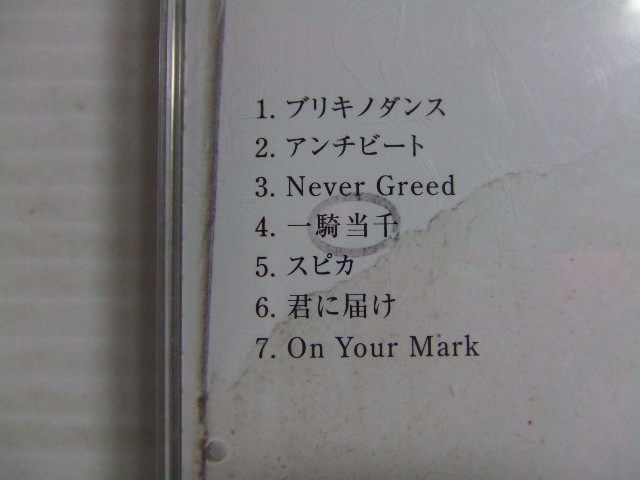 1. ブリキノダンス
2. アンチビート
3. Never Greed
4. 一騎当千
5. スピカ
6. 君に届け
7. On Your Mark